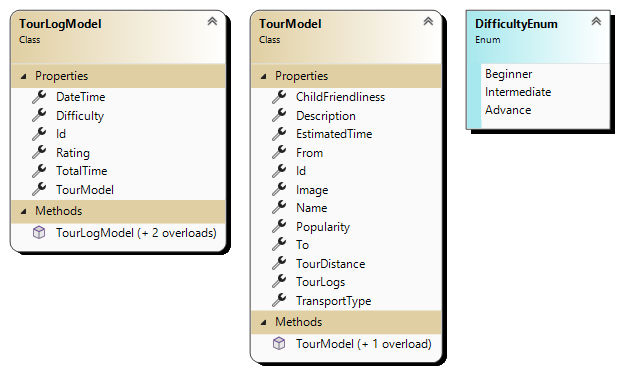 TourLogModel
Class
Properties
DateTime
Difficulty
Id
Rating
TotalTime
TourModel
Methods
TourLogModel (+ 2 overloads)
TourModel
Class
Properties
ChildFriendliness
Description
EstimatedTime
From
Id
Image
Name
Popularity
To
TourDistance
TourLogs
TransportType
Methods
TourModel (+ 1 overload)
DifficultyEnum
Enum
Beginner
Intermediate
Advance